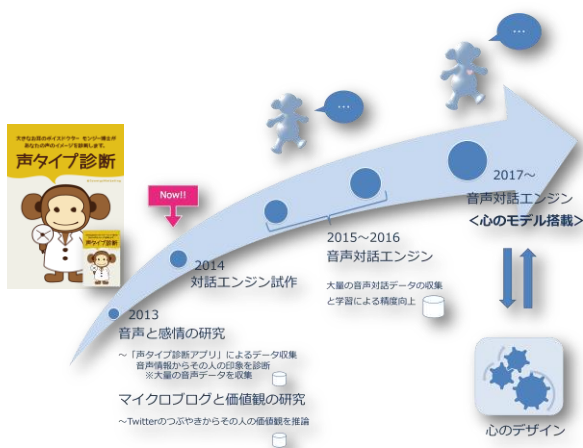 大きなお耳のボイスドクター モンジー博士が
あなたの声のイメージを診断します。
声タイプ診断
声タイプ診断
Now!!
…
…
2013
音声と感情の研究
～「声タイプ診断アプリ」によるデータ収集
音声情報からその人の印象を診断
※大量の音声データを収集
マイクロブログと価値観の研究
～Twitterのつぶやきからその人の価値観を推論
2014
対話エンジン試作
2015～2016
音声対話エンジン
大量の音声対話データの収集
と学習による精度向上
2017～
音声対話エンジン
＜心のモデル搭載＞
心のデザイン